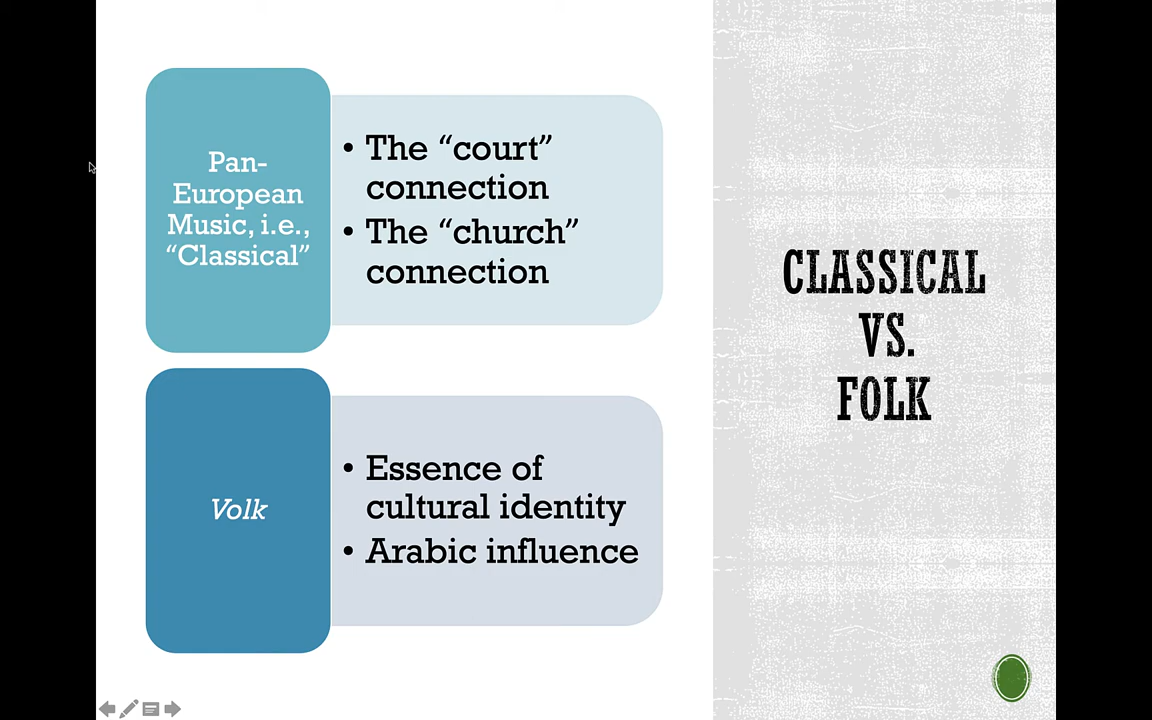 Pan-
European
Music, i.e.,
“Classical”
• The “court”
connection
• The “church”
connection
Volk
• Essence of
cultural identity
• Arabic influence
CLASSICAL
VS.
FOLK